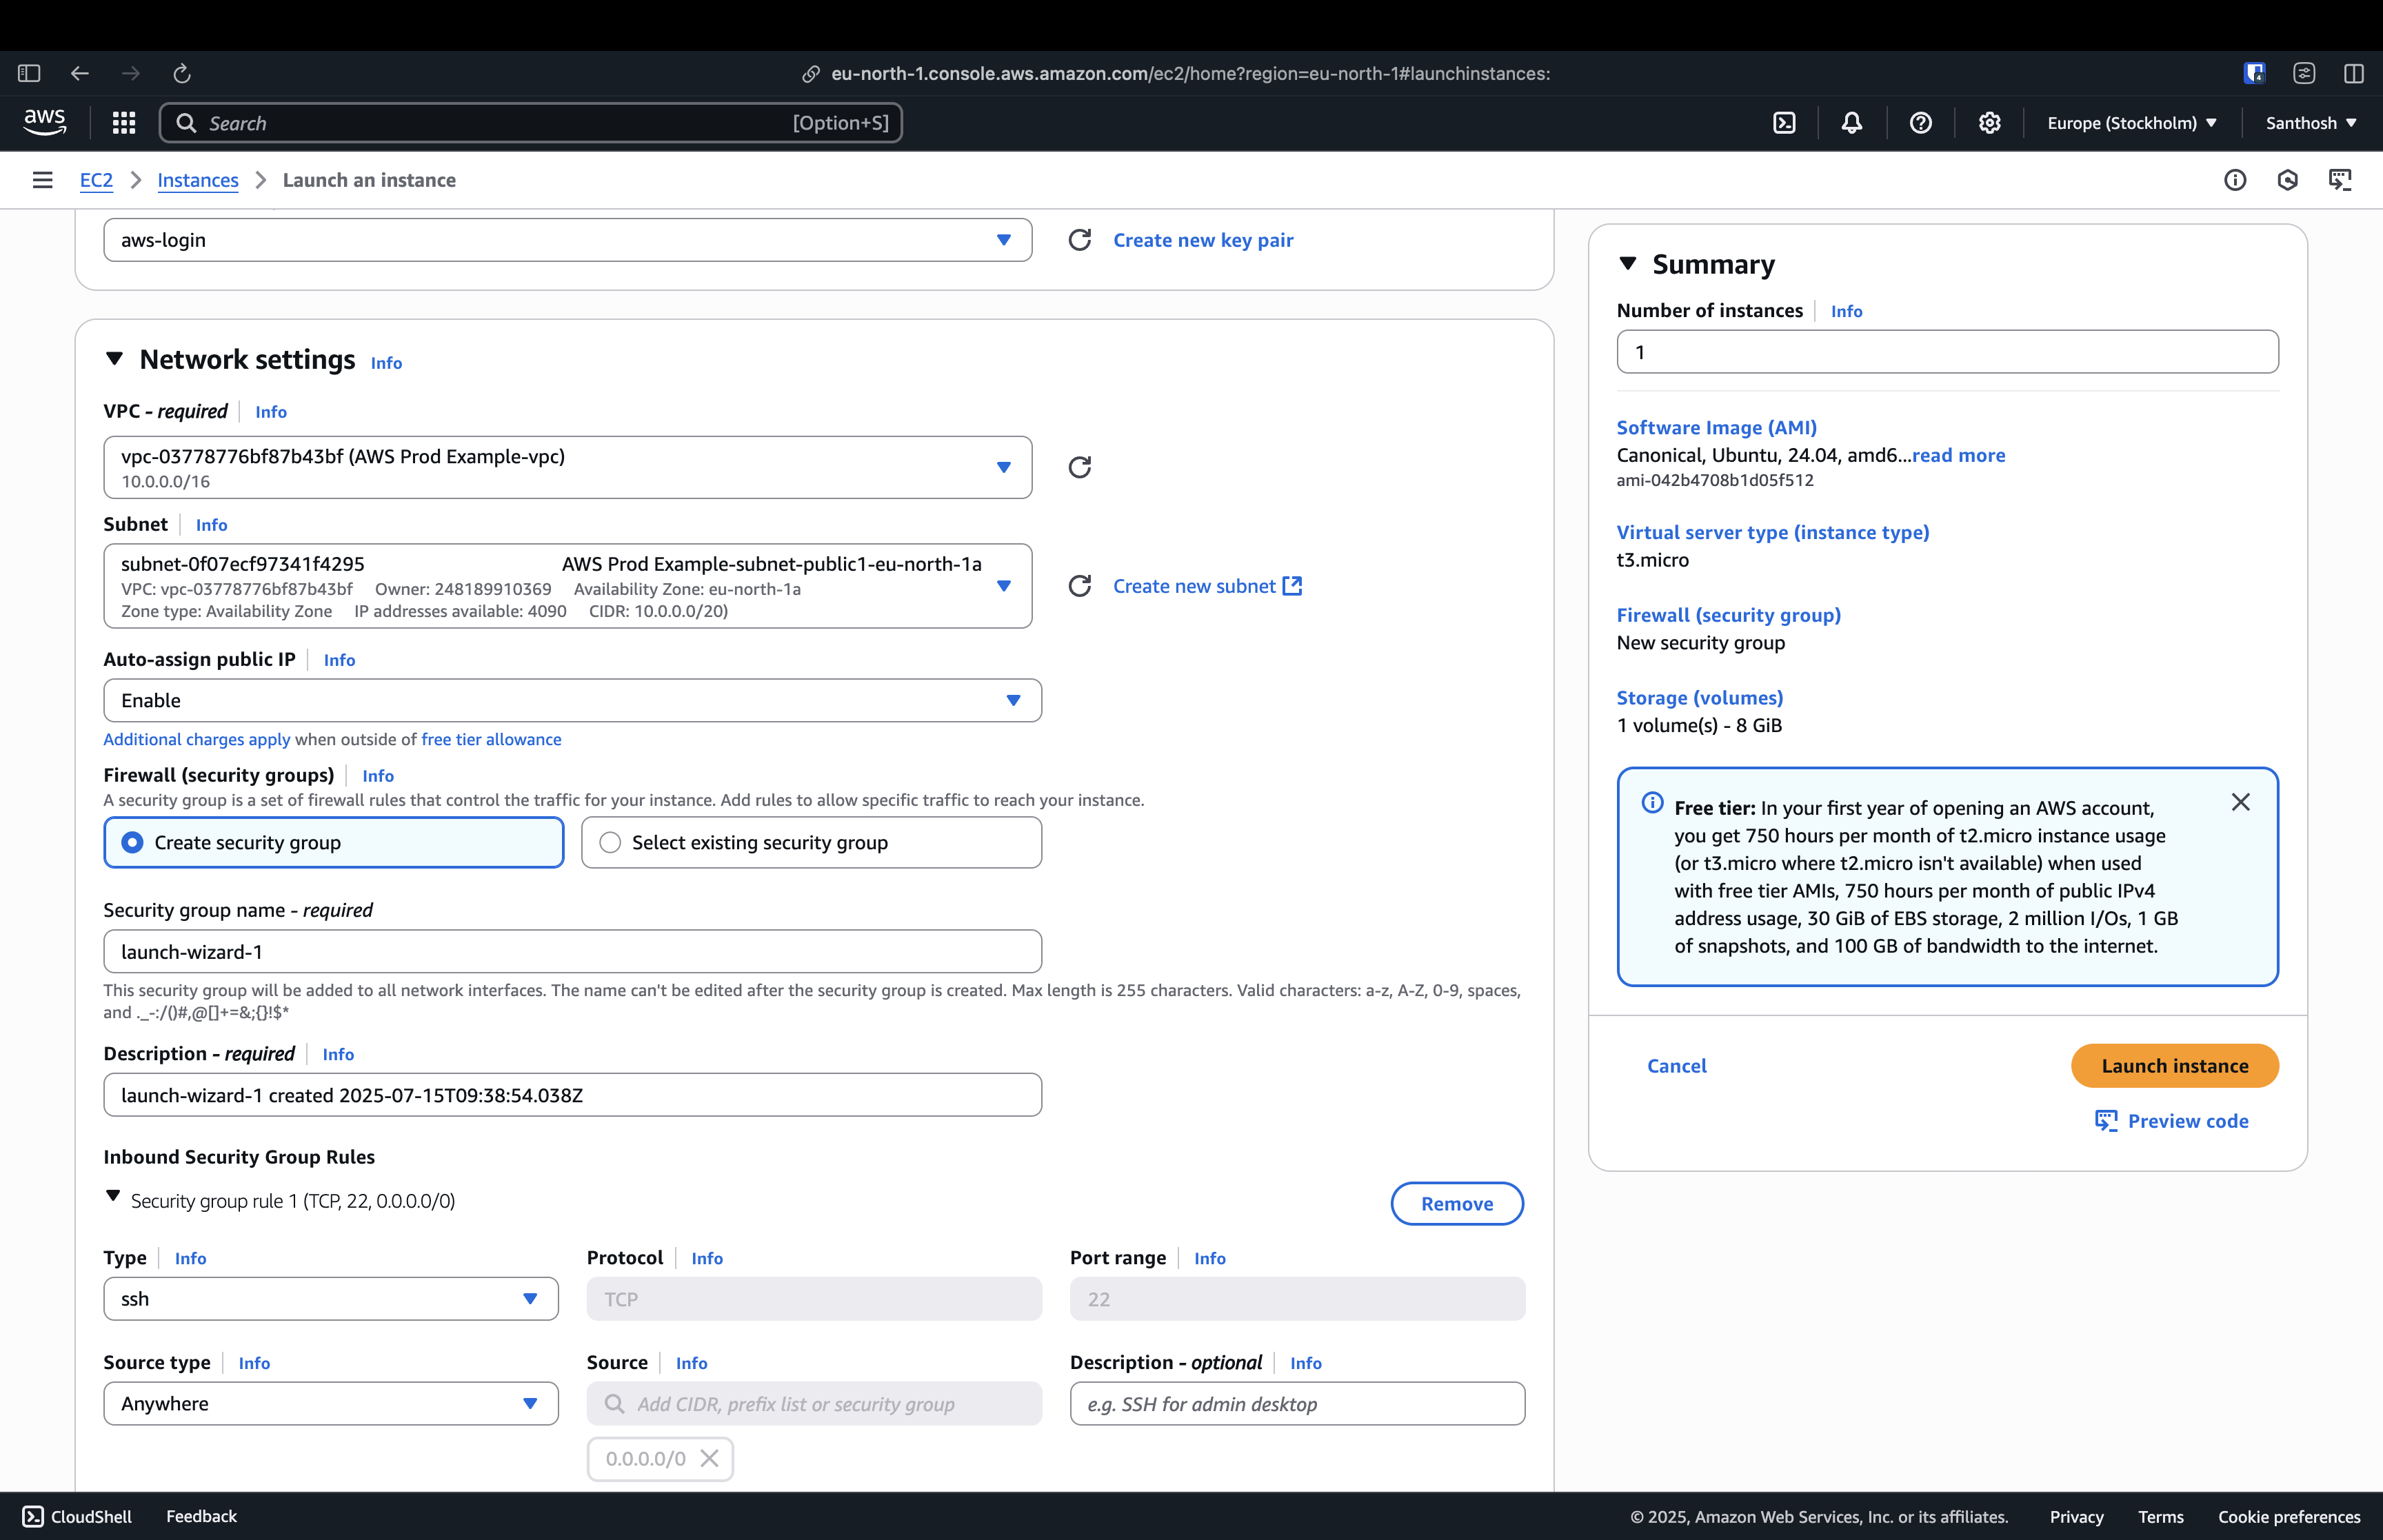 eu-north-1.console.aws.amazon.com/ec2/home?region=eu-north-1#launchinstances:
4
aws
Search [Option+S]
Europe (Stockholm)
Santhosh
EC2 > Instances > Launch an instance
aws-login
Create new key pair
Network settings Info
VPC - required Info
vpc-03778776bf87b43bf (AWS Prod Example-vpc)
10.0.0.0/16
Subnet Info
subnet-0f07ecf97341f4295 AWS Prod Example-subnet-public1-eu-north-1a
VPC: vpc-03778776bf87b43bf Owner: 248189910369 Availability Zone: eu-north-1a
Zone type: Availability Zone IP addresses available: 4090 CIDR: 10.0.0.0/20)
Create new subnet
Auto-assign public IP Info
Enable
Additional charges apply when outside of free tier allowance
Firewall (security groups) Info
A security group is a set of firewall rules that control the traffic for your instance. Add rules to allow specific traffic to reach your instance.
Create security group
Select existing security group
Security group name - required
launch-wizard-1
This security group will be added to all network interfaces. The name can't be edited after the security group is created. Max length is 255 characters. Valid characters: a-z, A-Z, 0-9, spaces,
and ._-:/()#,@[]+=&;{}!$*
Description - required Info
launch-wizard-1 created 2025-07-15T09:38:54.038Z
Inbound Security Group Rules
Security group rule 1 (TCP, 22, 0.0.0.0/0)
Remove
Type Info
Protocol Info
Port range Info
ssh
TCP
22
Source type Info
Source Info
Description - optional Info
Anywhere
Add CIDR, prefix list or security group
e.g. SSH for admin desktop
0.0.0.0/0
Summary
Number of instances Info
1
Software Image (AMI)
Canonical, Ubuntu, 24.04, amd6...read more
ami-042b4708b1d05f512
Virtual server type (instance type)
t3.micro
Firewall (security group)
New security group
Storage (volumes)
1 volume(s) - 8 GiB
Free tier: In your first year of opening an AWS account,
you get 750 hours per month of t2.micro instance usage
(or t3.micro where t2.micro isn't available) when used
with free tier AMIs, 750 hours per month of public IPv4
address usage, 30 GiB of EBS storage, 2 million I/Os, 1 GB
of snapshots, and 100 GB of bandwidth to the internet.
Cancel
Launch instance
Preview code
CloudShell
Feedback
© 2025, Amazon Web Services, Inc. or its affiliates.
Privacy
Terms
Cookie preferences